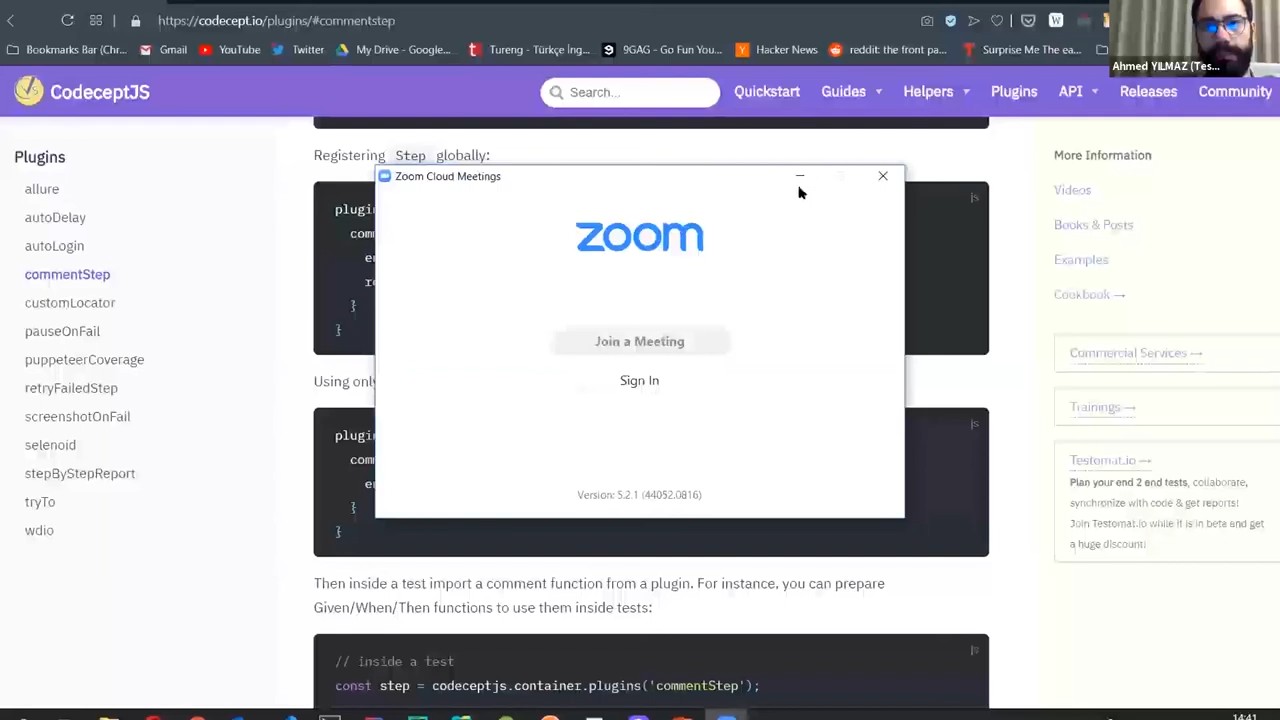 https://codecept.io/plugins/#commentstep
Bookmarks Bar (Chr... Gmail YouTube Twitter My Drive - Google... Tureng - Türkçe İng... 9GAG - Go Fun You... Hacker News reddit: the front pa... Surprise Me The ea...
Ahmed YILMAZ (Tes...
CodeceptJS Search... Quickstart Guides Helpers Plugins API Releases Community
Plugins
allure
autoDelay
autoLogin
commentStep
customLocator
pauseOnFail
puppeteerCoverage
retryFailedStep
screenshotOnFail
selenoid
stepByStepReport
tryTo
wdio
Registering Step globally:
js
}
}
js
}
}
Then inside a test import a comment function from a plugin. For instance, you can prepare
Given/When/Then functions to use them inside tests:
js
// inside a test
const step = codeceptjs.container.plugins('commentStep');
Zoom Cloud Meetings
zoom
Join a Meeting
Sign In
Version: 5.2.1 (44052.0816)
More Information
Videos
Books & Posts
Examples
Cookbook →
Commercial Services →
Trainings →
Testomat.io →
Plan your end 2 end tests, collaborate,
synchronize with code & get reports!
Join Testomat.io while it is in beta and get
a huge discount!
14:41